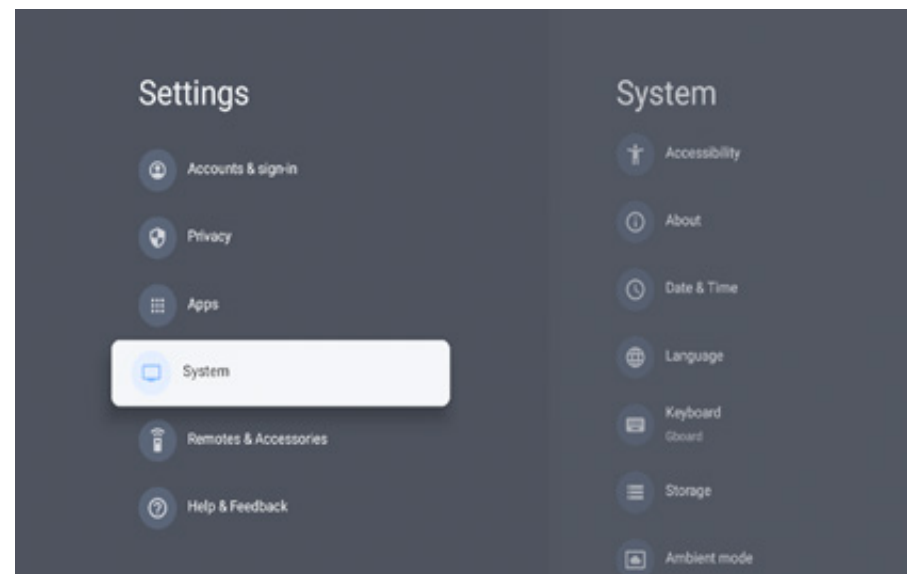 Settings
Accounts & sign-in
Privacy
Apps
System
Remotes & Accessories
Help & Feedback
System
Accessibility
About
Date & Time
Language
Keyboard
Gboard
Storage
Ambient mode